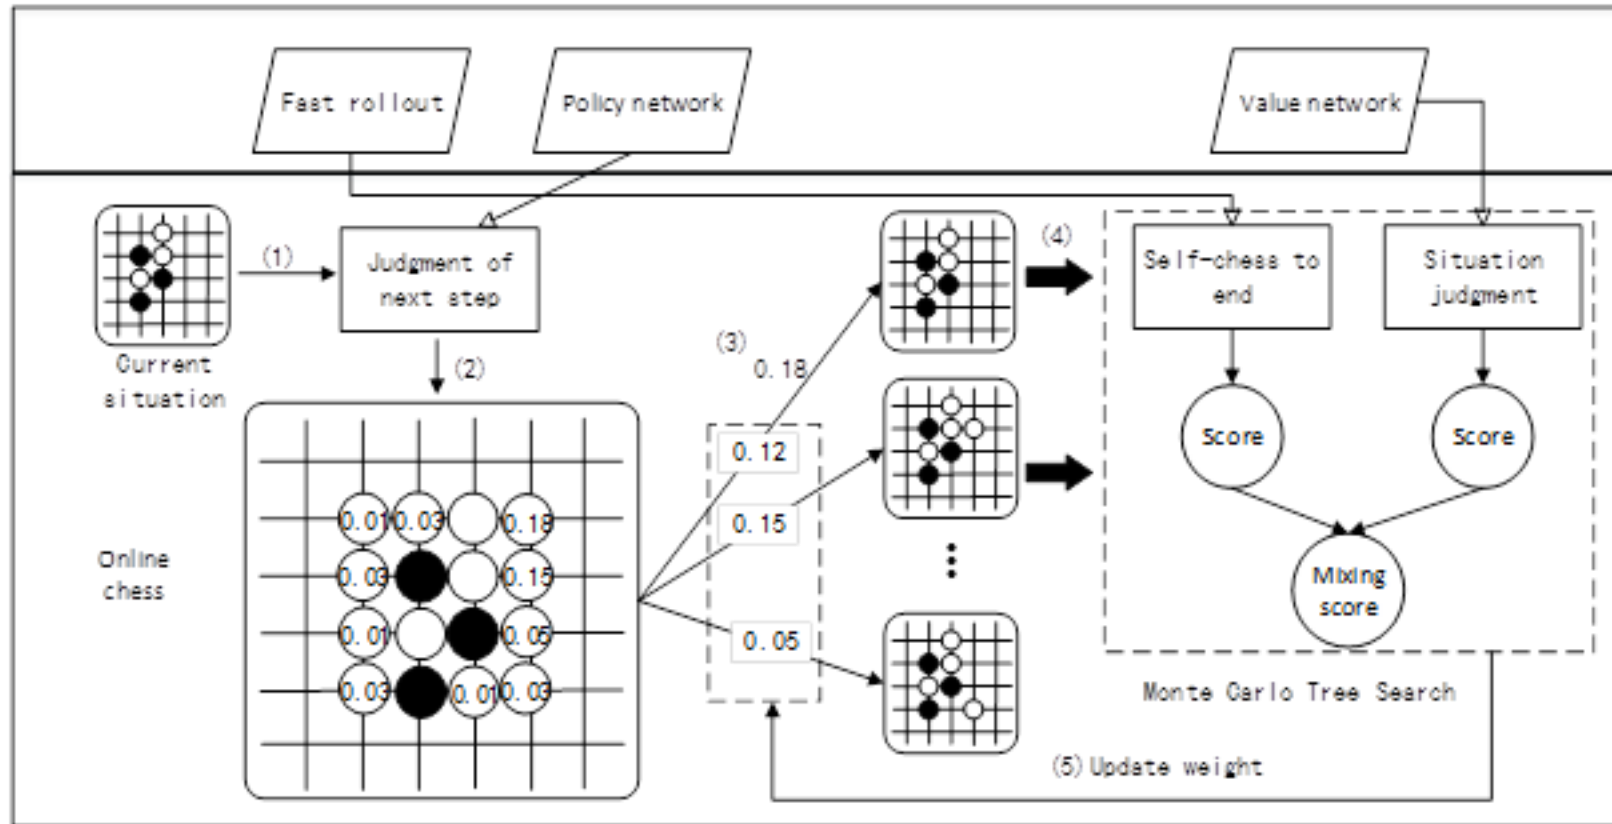 Fast rollout
Policy network
Value network
(1)
Judgment of
next step
(4)
Self-chess to
end
Situation
judgment
Current
situation
(2)
(3)
0.18
0.12
Score
Score
0.15
0.01
0.03
0.18
Online
chess
0.03
0.15
Mixing
score
0.01
0.05
0.05
0.03
0.01
0.03
Monte Carlo Tree Search
(5)Update weight